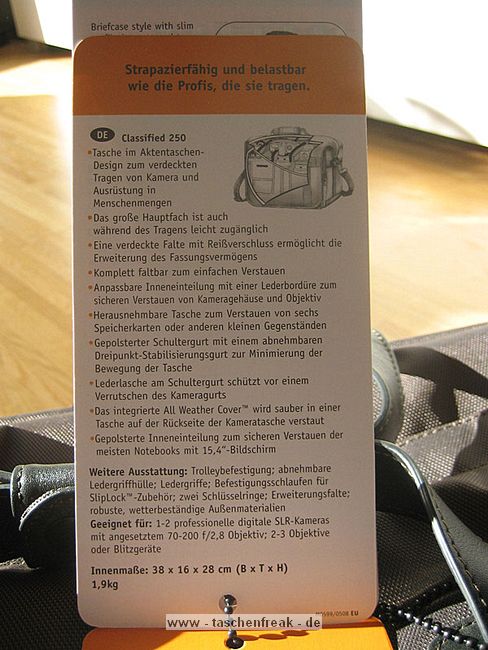 Briefcase style with slim
Strapazierfähig und belastbar
wie die Profis, die sie tragen.
DE Classified 250
•Tasche im Aktentaschen-
Design zum verdeckten
Tragen von Kamera und
Ausrüstung in
Menschenmengen
•Das große Hauptfach ist auch
während des Tragens leicht zugänglich
•Eine verdeckte Falte mit Reißverschluss ermöglicht die
Erweiterung des Fassungsvermögens
•Komplett faltbar zum einfachen Verstauen
•Anpassbare Inneneinteilung mit einer Lederbordüre zum
sicheren Verstauen von Kameragehäuse und Objektiv
•Herausnehmbare Tasche zum Verstauen von sechs
Speicherkarten oder anderen kleinen Gegenständen
•Gepolsterter Schultergurt mit einem abnehmbaren
Dreipunkt-Stabilisierungsgurt zur Minimierung der
Bewegung der Tasche
•Lederlasche am Schultergurt schützt vor einem
Verrutschen des Kameragurts
•Das integrierte All Weather Cover™ wird sauber in einer
Tasche auf der Rückseite der Kameratasche verstaut
•Gepolsterte Inneneinteilung zum sicheren Verstauen der
meisten Notebooks mit 15,4“-Bildschirm
Weitere Ausstattung: Trolleybefestigung; abnehmbare
Ledergriffhülle; Ledergriffe; Befestigungsschlaufen für
SlipLock™-Zubehör; zwei Schlüsselringe; Erweiterungsfalte;
robuste, wetterbeständige Außenmaterialien
Geeignet für: 1-2 professionelle digitale SLR-Kameras
mit angesetztem 70-200 f/2,8 Objektiv; 2-3 Objektive
oder Blitzgeräte
Innenmaße: 38 x 16 x 28 cm (B x T x H)
1,9kg
EU
www - taschenfreak - de